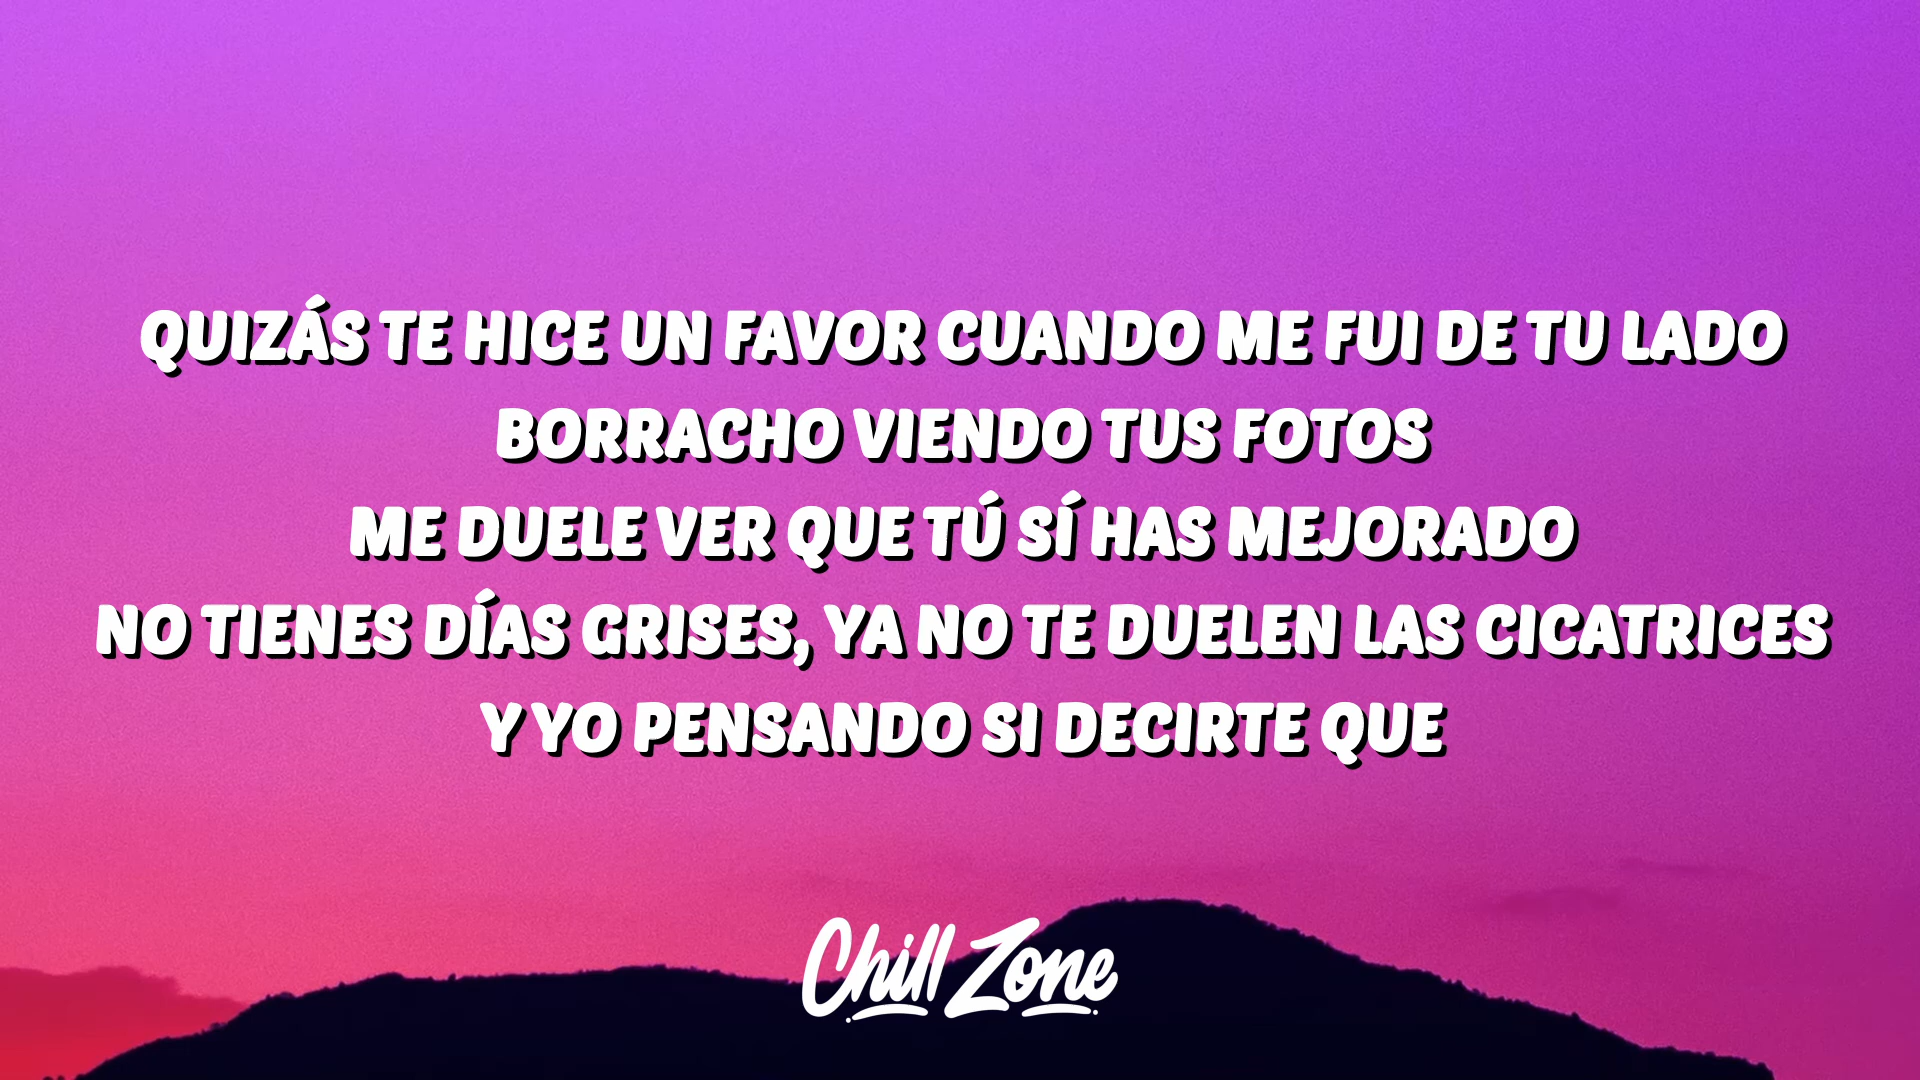 QUIZÁS TE HICE UN FAVOR CUANDO ME FUI DE TU LADO
BORRACHO VIENDO TUS FOTOS
ME DUELE VER QUE TÚ SÍ HAS MEJORADO
NO TIENES DÍAS GRISES, YA NO TE DUELEN LAS CICATRICES
Y YO PENSANDO SI DECIRTE QUE
Chill Zone